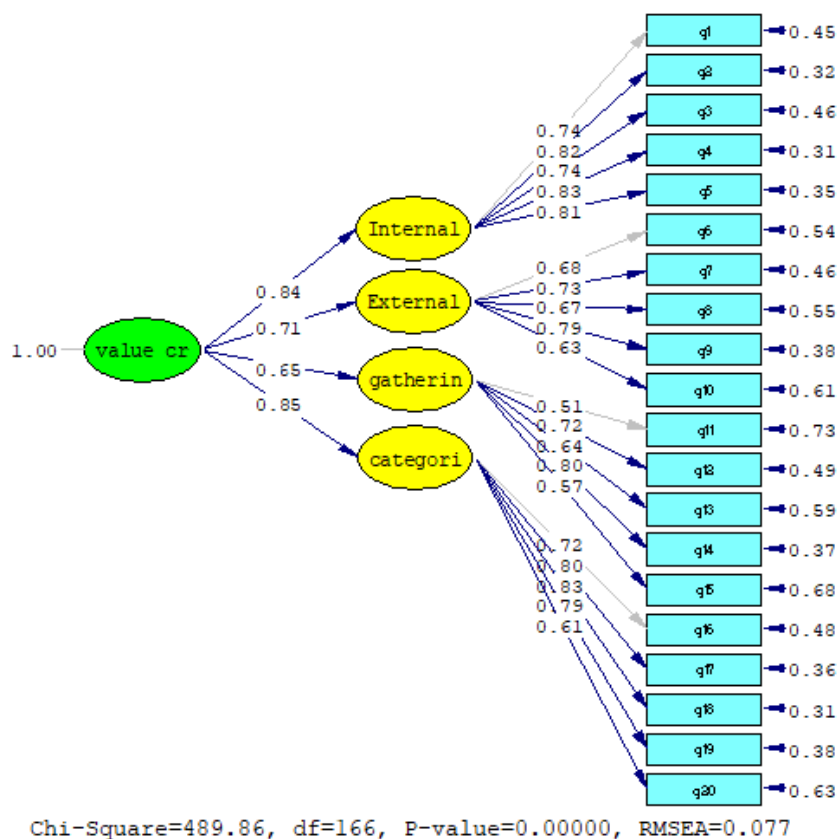 q1 0.45
q2 0.32
q3 0.46
0.74
0.82
q4 0.31
0.74
0.83
q5 0.35
0.81
Internal
q6 0.54
0.68
q7 0.46
0.84
0.73
External
q8 0.55
0.67
0.71
0.79
1.00 value cr
q9 0.38
0.63
0.65
gatherin
q10 0.61
0.85
0.51
q11 0.73
0.72
0.64
categori
0.80
q12 0.49
0.57
q13 0.59
0.72
q14 0.37
0.80
0.83
q15 0.68
0.79
0.61
q16 0.48
q17 0.36
q18 0.31
q19 0.38
q20 0.63
Chi-Square=489.86, df=166, P-value=0.00000, RMSEA=0.077